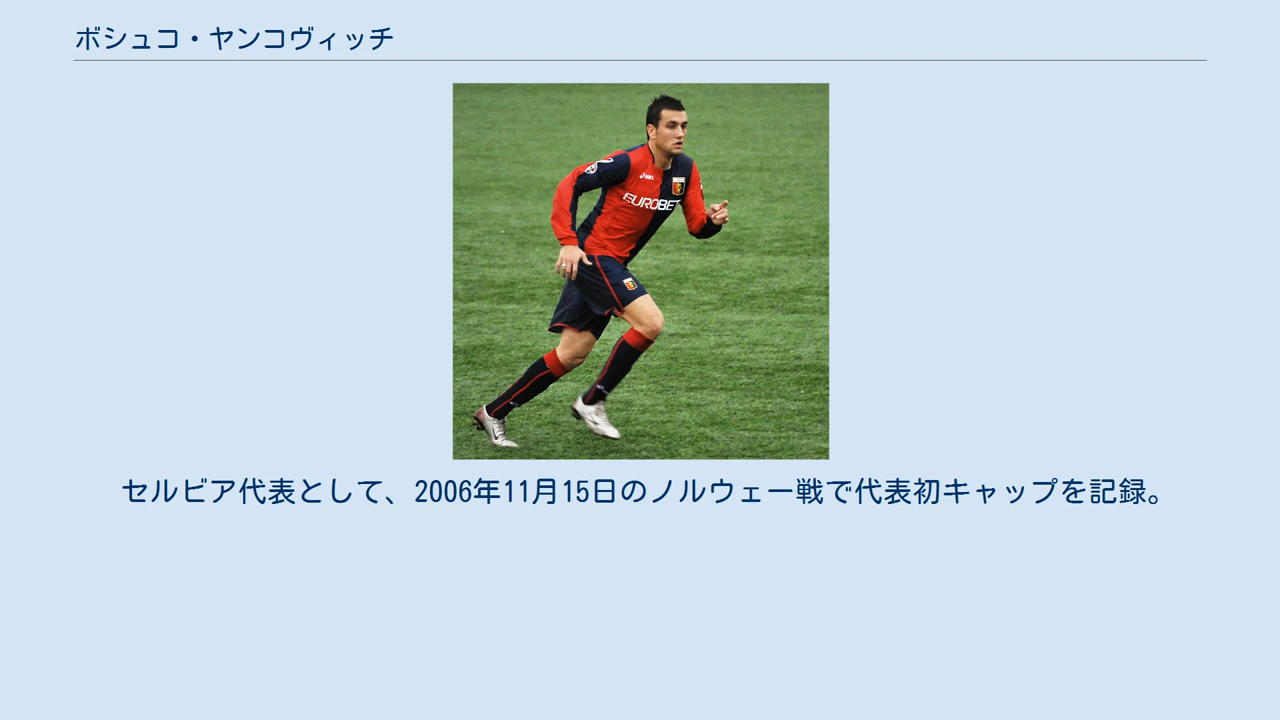 ボシュコ・ヤンコヴィッチ
EUROBET
セルビア代表として、2006年11月15日のノルウェー戦で代表初キャップを記録。